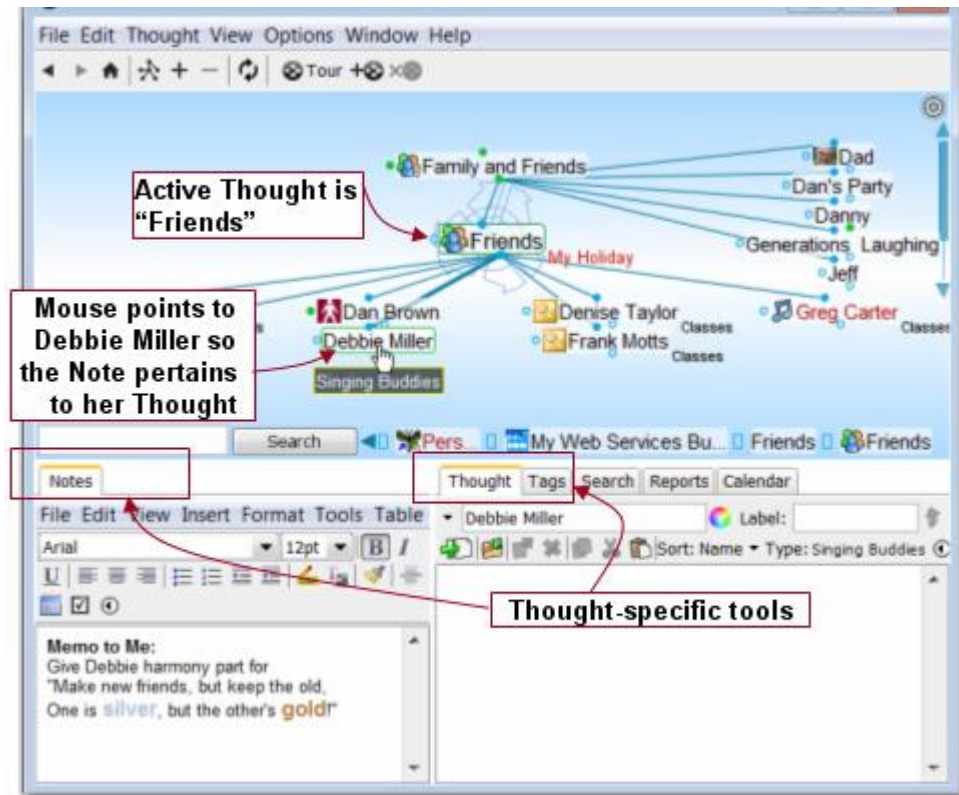 File Edit Thought View Options Window Help
Tour
Family and Friends
Dad
Dan's Party
Danny
Generations Laughing
Jeff
Active Thought is
"Friends"
Friends
My Holiday
Mouse points to
Debbie Miller so
the Note pertains
to her Thought
Dan Brown
Debbie Miller
Singing Buddies
Denise Taylor
Classes
Frank Motts
Classes
Greg Carter
Classes
Search
Pers...
My Web Services Bu...
Friends
Friends
Notes
Thought Tags Search Reports Calendar
File Edit View Insert Format Tools Table
Debbie Miller
Label:
Arial
12pt
B I
Sort: Name
Type: Singing Buddies
U
Thought-specific tools
Memo to Me:
Give Debbie harmony part for
"Make new friends, but keep the old,
One is silver, but the other's gold!"